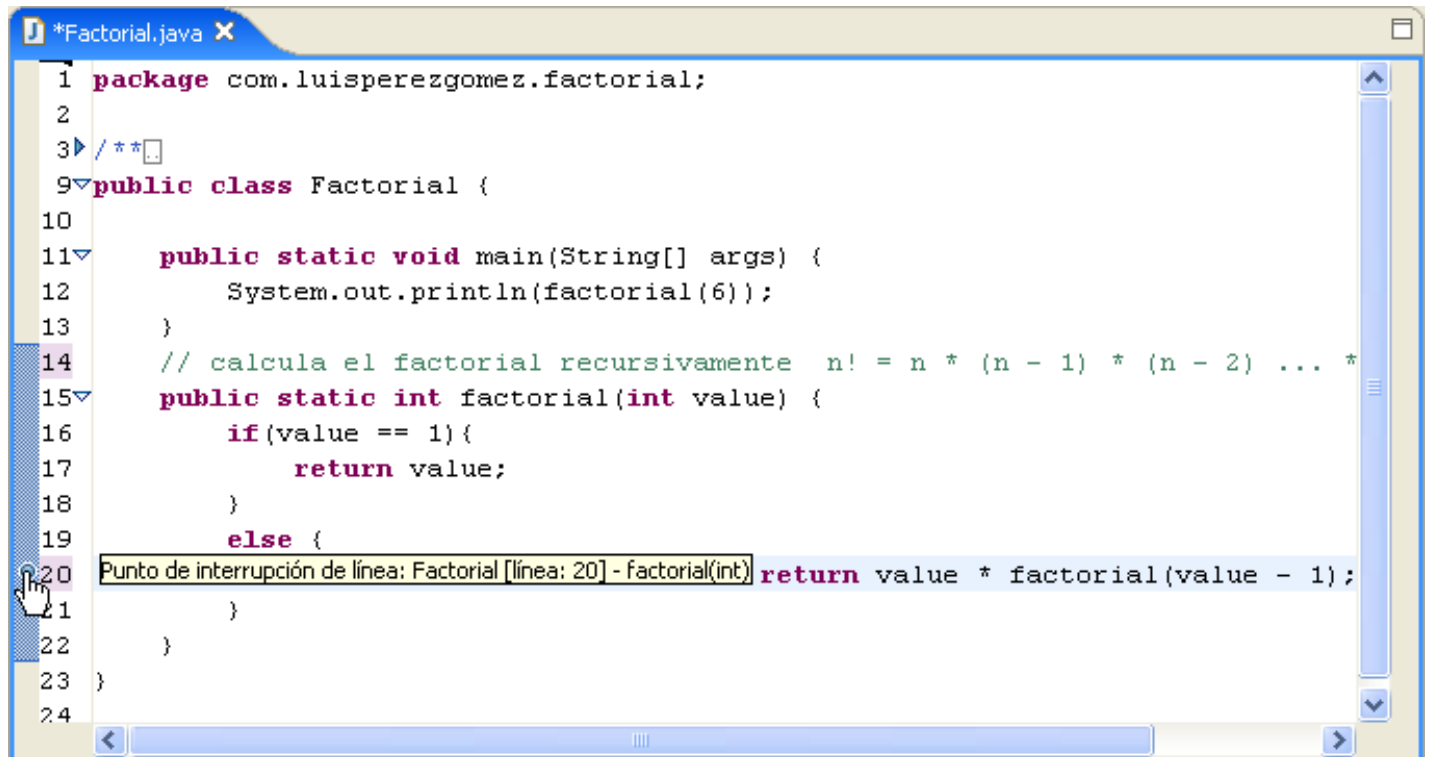 *Factorial.java
1 package com.luisperezgomez.factorial;
2
3 /**
9 public class Factorial {
10
11 public static void main(String[] args) {
12 System.out.println(factorial(6));
13 }
14 // calcula el factorial recursivamente n! = n * (n - 1) * (n - 2) ... *
15 public static int factorial(int value) {
16 if(value == 1){
17 return value;
18 }
19 else {
20 Punto de interrupción de línea: Factorial [línea: 20] - factorial(int) return value * factorial(value - 1);
21 }
22 }
23 }
24